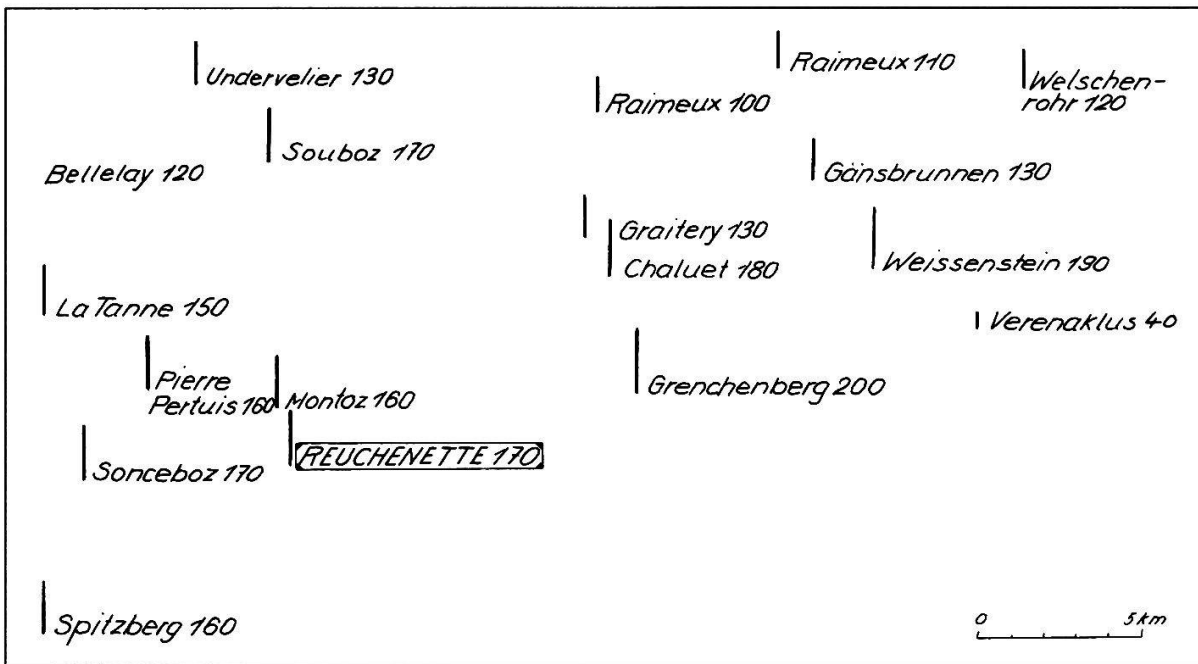 Undervelier 130
Raimeux 110
Raimeux 100
Welschen-
rohr 120
Souboz 170
Bellelay 120
Gänsbrunnen 130
Graitery 130
Chaluet 180
Weissenstein 190
La Tanne 150
Verenaklus 40
Pierre
Pertuis 160
Montoz 160
Grenchenberg 200
REUCHENETTE 170
Sonceboz 170
Spitzberg 160
0 5 km